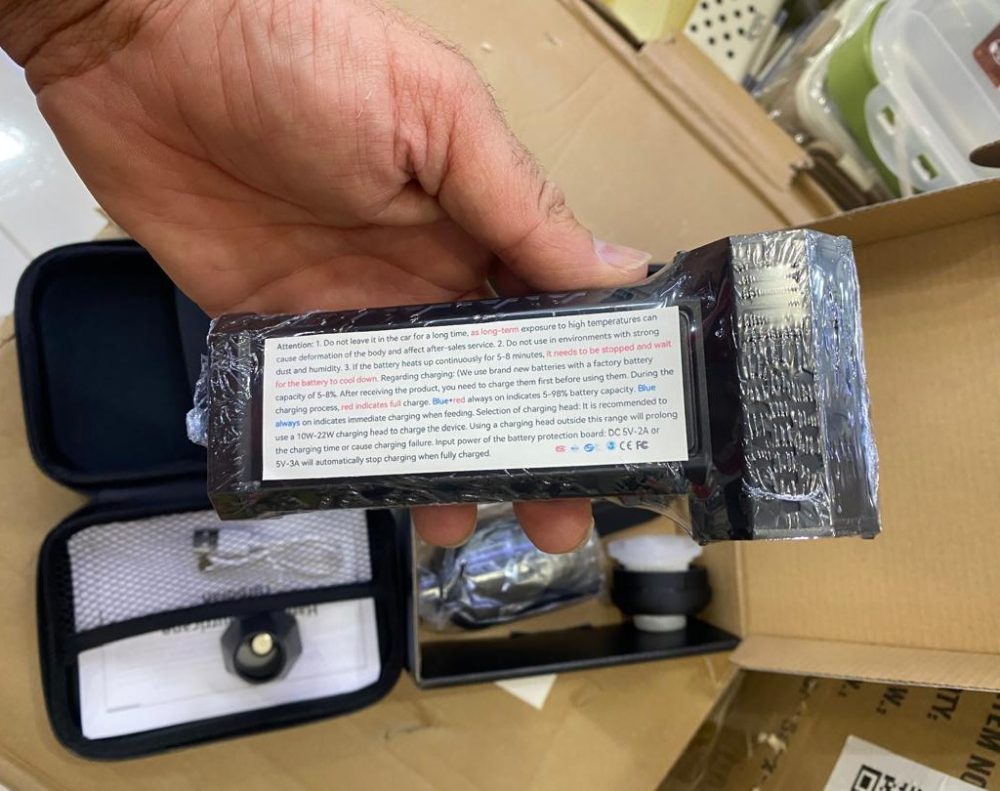 Attention: 1. Do not leave it in the car for a long time, as long-term exposure to high temperatures can
cause deformation of the body and affect after-sales service. 2. Do not use in environments with strong
dust and humidity. 3. If the battery heats up continuously for 5-8 minutes, it needs to be stopped and wait
for the battery to cool down. Regarding charging: (We use brand new batteries with a factory battery
capacity of 5-8%. After receiving the product, you need to charge them first before using them. During the
charging process, red indicates full charge. Blue+red always on indicates 5-98% battery capacity. Blue
always on indicates immediate charging when feeding. Selection of charging head: It is recommended to
use a 10W-22W charging head to charge the device. Using a charging head outside this range will prolong
the charging time or cause charging failure. Input power of the battery protection board: DC 5V-2A or
5V-3A will automatically stop charging when fully charged.
CE FC
Hurricane
TY:
W.:
EM NO